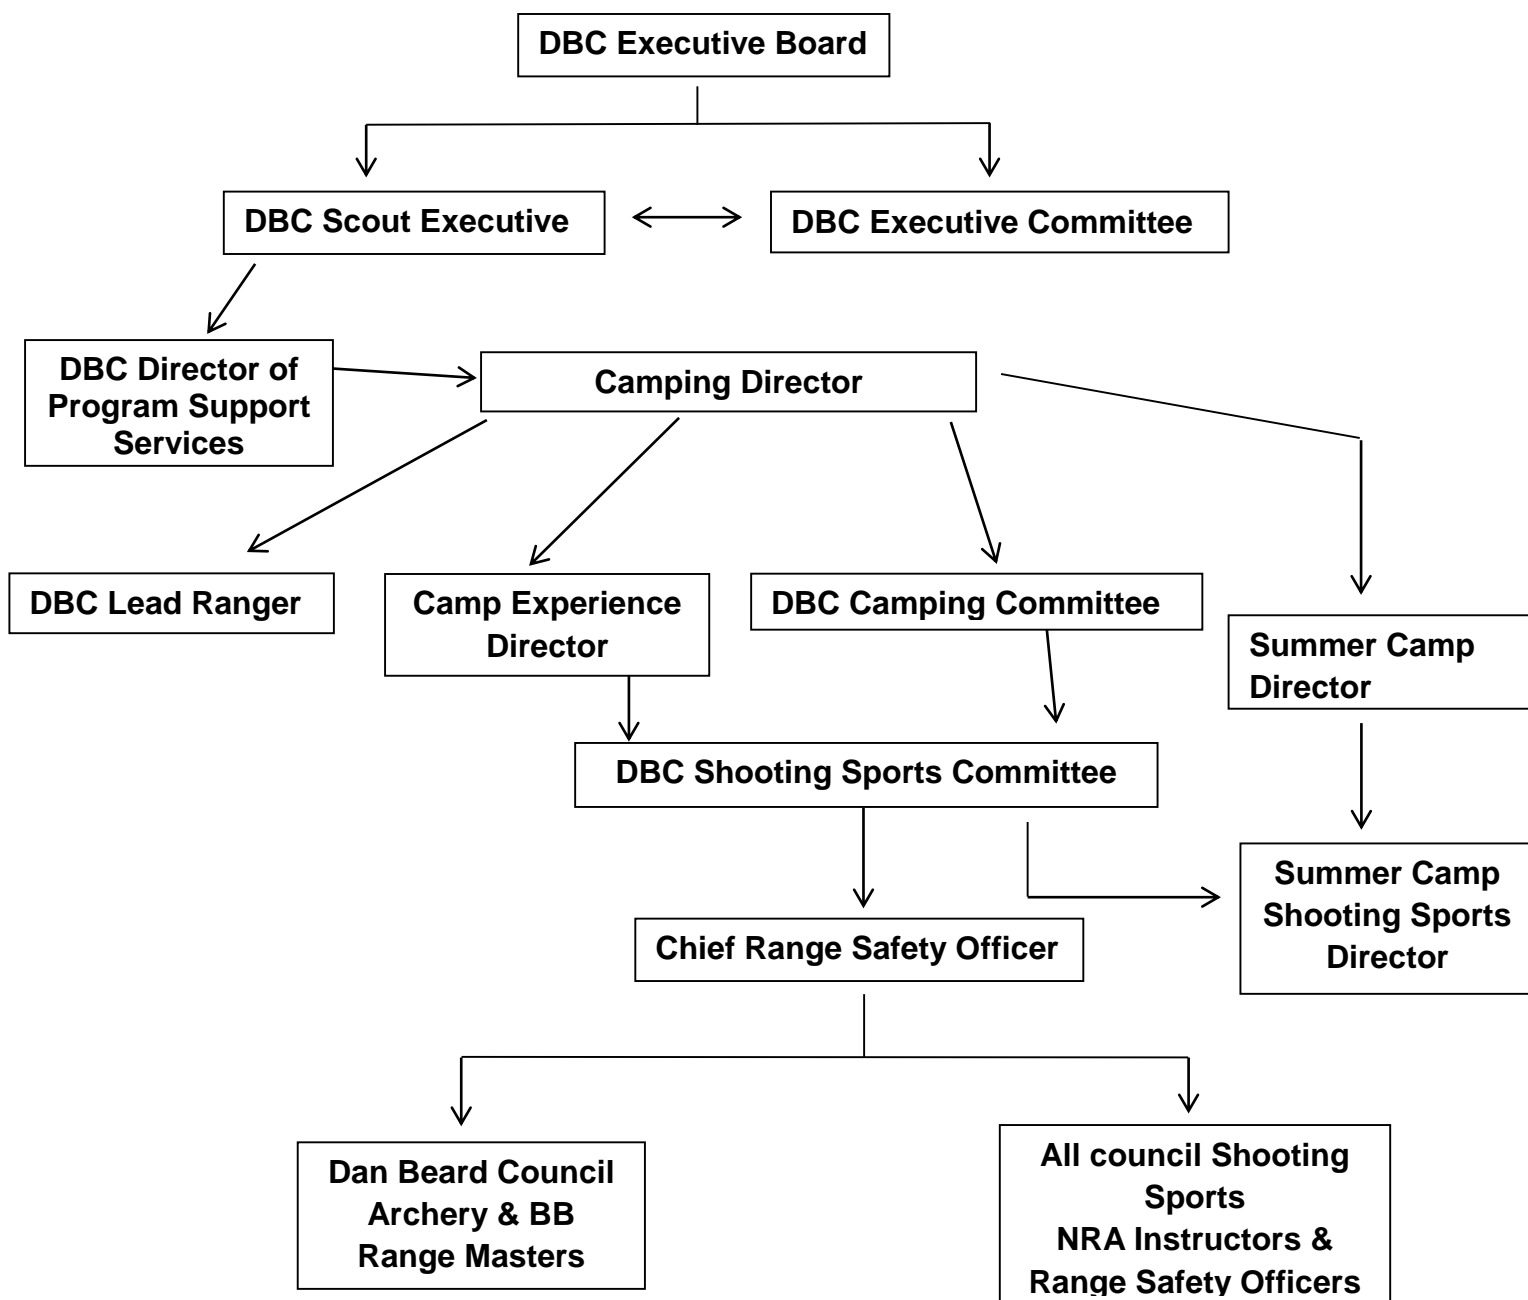 DBC Executive Board
DBC Scout Executive
DBC Executive Committee
DBC Director of
Program Support
Services
Camping Director
DBC Lead Ranger
Camp Experience
Director
DBC Camping Committee
Summer Camp
Director
DBC Shooting Sports Committee
Summer Camp
Shooting Sports
Director
Chief Range Safety Officer
Dan Beard Council
Archery & BB
Range Masters
All council Shooting
Sports
NRA Instructors &
Range Safety Officers